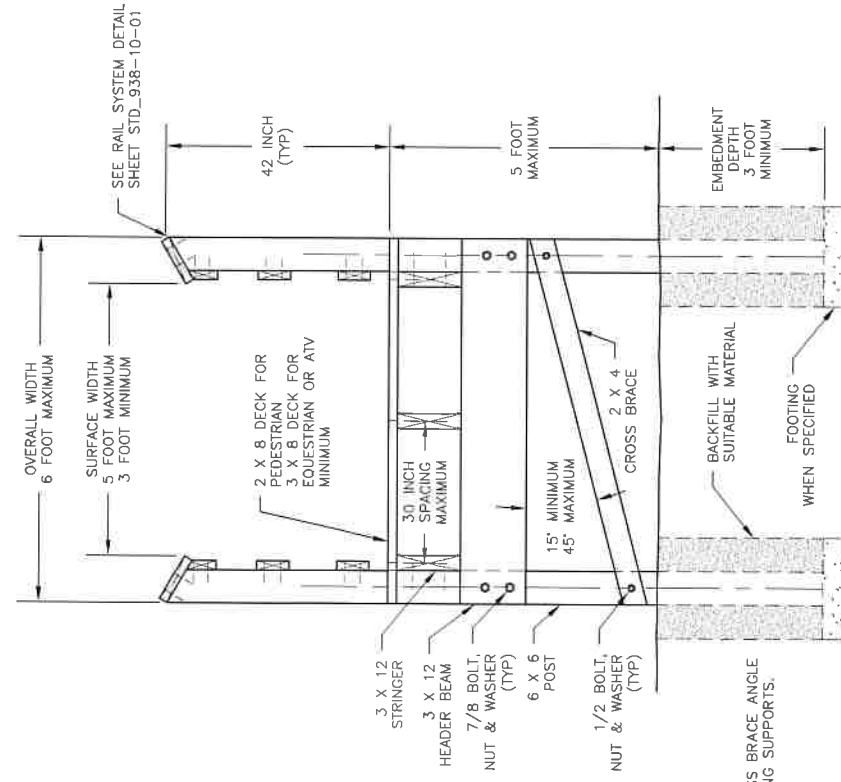 SEE RAIL SYSTEM DETAIL
SHEET STD_938-10-01
OVERALL WIDTH
6 FOOT MAXIMUM
42 INCH
(TYP)
SURFACE WIDTH
5 FOOT MAXIMUM
3 FOOT MINIMUM
2 X 8 DECK FOR
PEDESTRIAN
3 X 8 DECK FOR
EQUESTRIAN OR ATV
MINIMUM
30 INCH
SPACING
MAXIMUM
5 FOOT
MAXIMUM
3 X 12
STRINGER
3 X 12
HEADER BEAM
7/8 BOLT,
NUT & WASHER
(TYP)
6 X 6
POST
15° MINIMUM
45° MAXIMUM
2 X 4
CROSS BRACE
1/2 BOLT,
NUT & WASHER
(TYP)
EMBEDMENT
DEPTH
3 FOOT
MINIMUM
BACKFILL WITH
SUITABLE MATERIAL
FOOTING
WHEN SPECIFIED
SS BRACE ANGLE
NG SUPPORTS.